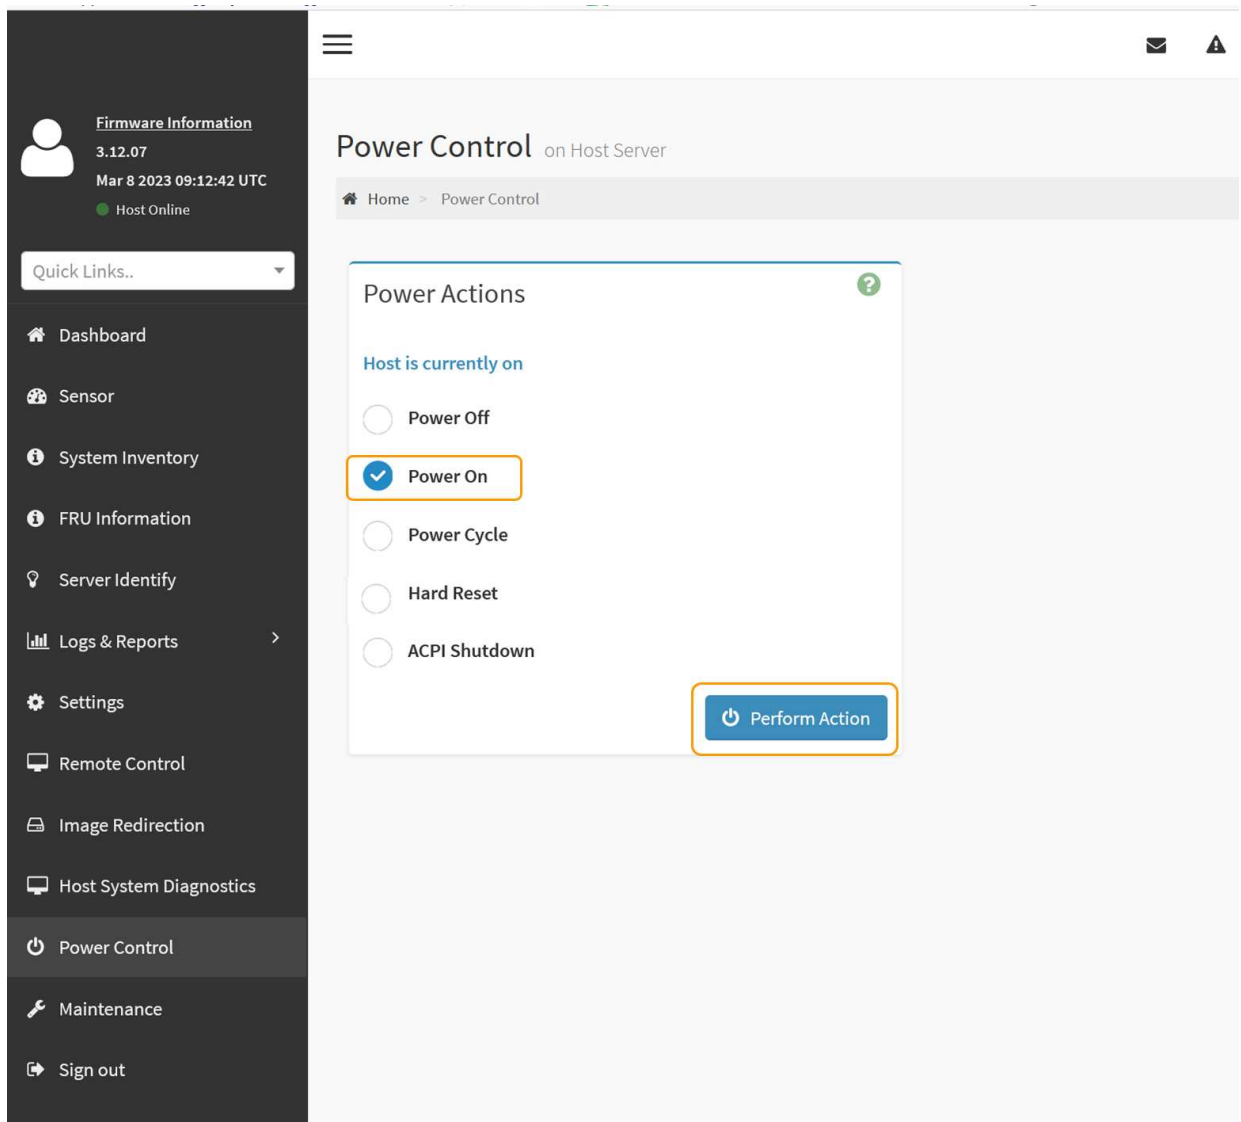 Firmware Information
3.12.07
Mar 8 2023 09:12:42 UTC
Host Online
Quick Links..
Dashboard
Sensor
System Inventory
FRU Information
Server Identify
Logs & Reports
Settings
Remote Control
Image Redirection
Host System Diagnostics
Power Control
Maintenance
Sign out
Power Control on Host Server
Home > Power Control
Power Actions
Host is currently on
Power Off
Power On
Power Cycle
Hard Reset
ACPI Shutdown
Perform Action